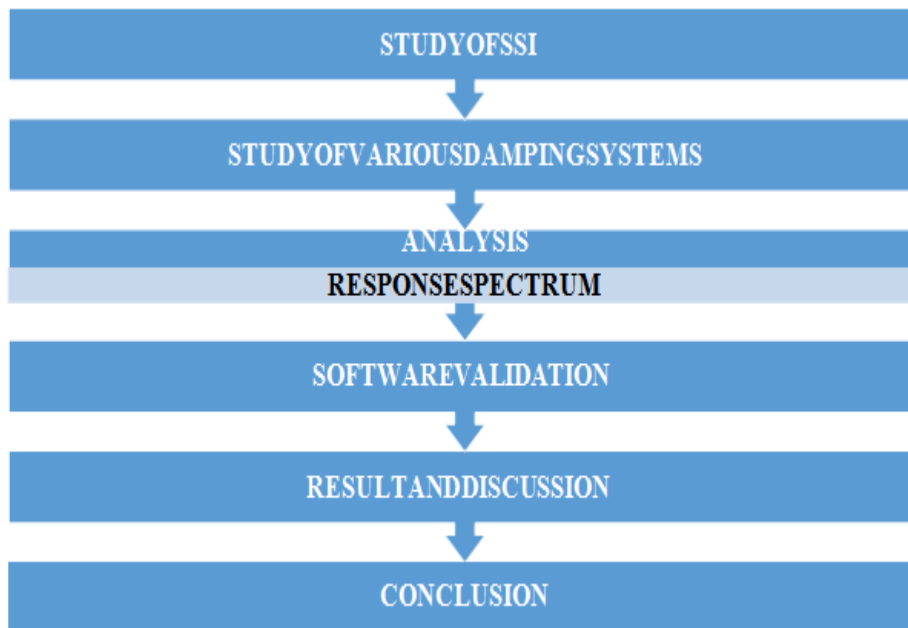 STUDYOFSSI
STUDYOFVARIOUSDAMPINGSYSTEMS
ANALYSIS
RESPONSESPECTRUM
SOFTWAREVALIDATION
RESULTANDDISCUSSION
CONCLUSION